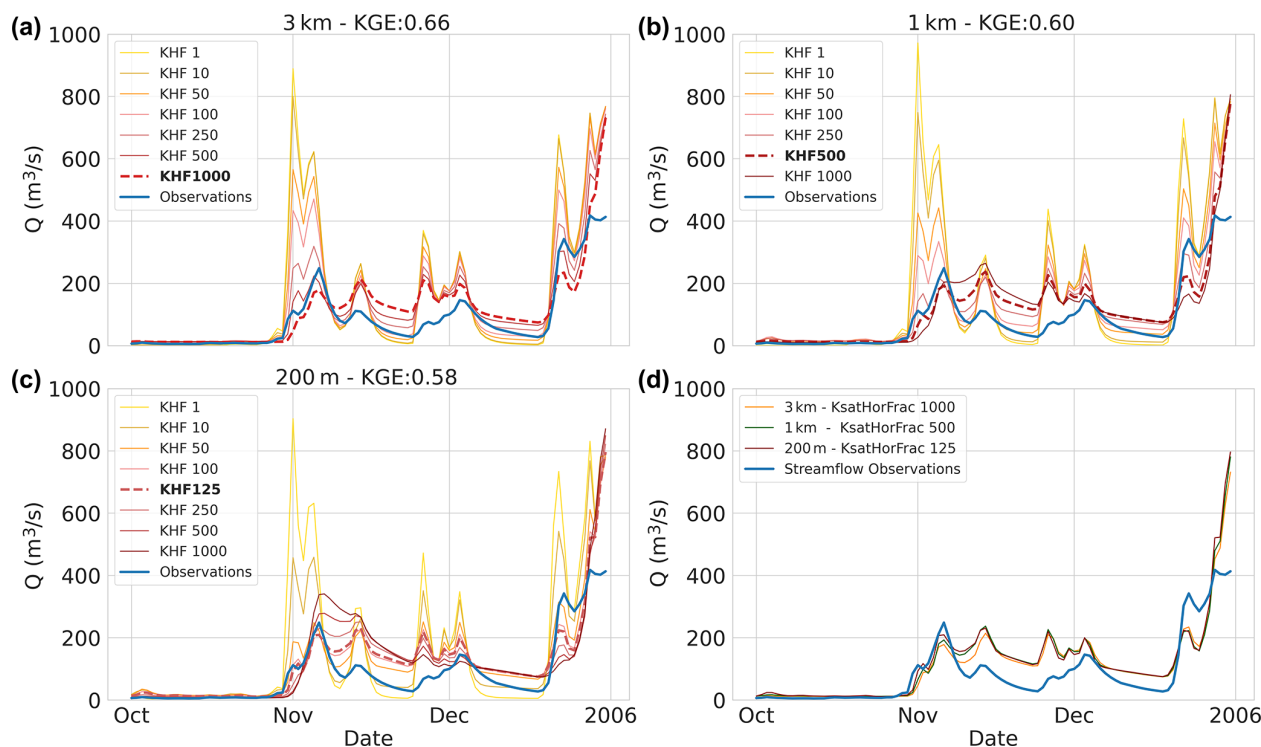 (a)
3 km - KGE:0.66
1000
800
600
400
200
0
Q (m³/s)
KHF 1
KHF 10
KHF 50
KHF 100
KHF 250
KHF 500
KHF1000
Observations
(b)
1 km - KGE:0.60
1000
800
600
400
200
0
Q (m³/s)
KHF 1
KHF 10
KHF 50
KHF 100
KHF 250
KHF500
KHF 1000
Observations
(c)
200 m - KGE:0.58
1000
800
600
400
200
0
Q (m³/s)
KHF 1
KHF 10
KHF 50
KHF 100
KHF125
KHF 250
KHF 500
KHF 1000
Observations
Oct Nov Dec 2006
Date
(d)
1000
800
600
400
200
0
Q (m³/s)
3 km - KsatHorFrac 1000
1 km - KsatHorFrac 500
200 m - KsatHorFrac 125
Streamflow Observations
Oct Nov Dec 2006
Date